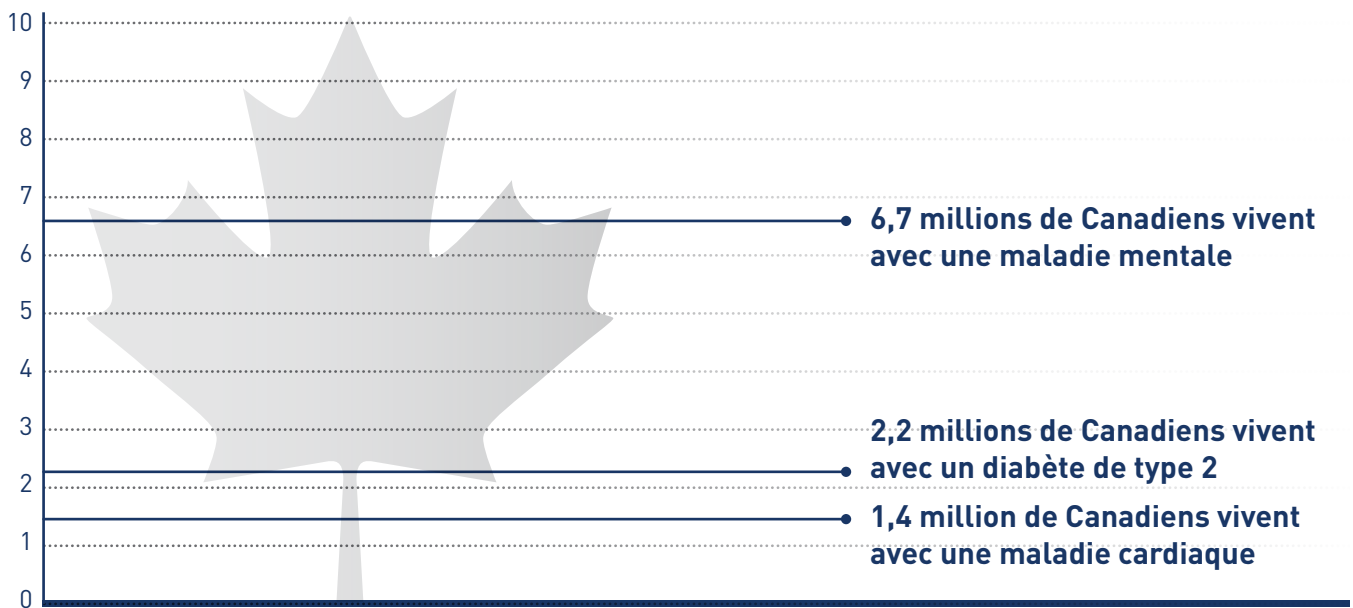 10
9
8
7
6,7 millions de Canadiens vivent
avec une maladie mentale
6
5
4
3
2,2 millions de Canadiens vivent
avec un diabète de type 2
2
1,4 million de Canadiens vivent
avec une maladie cardiaque
1
0